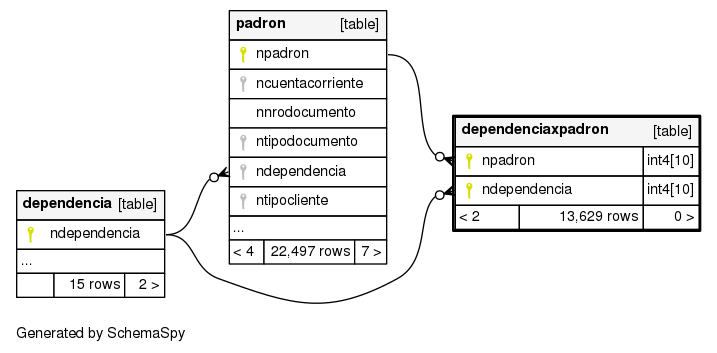 padron [table]
npadron
ncuentacorriente
nnrodocumento
ntipodocumento
ndependencia
ntipocliente
...
< 4 22,497 rows 7 >
dependenciaxpadron [table]
npadron int4[10]
ndependencia int4[10]
< 2 13,629 rows 0 >
dependencia [table]
ndependencia
...
15 rows 2 >
Generated by SchemaSpy